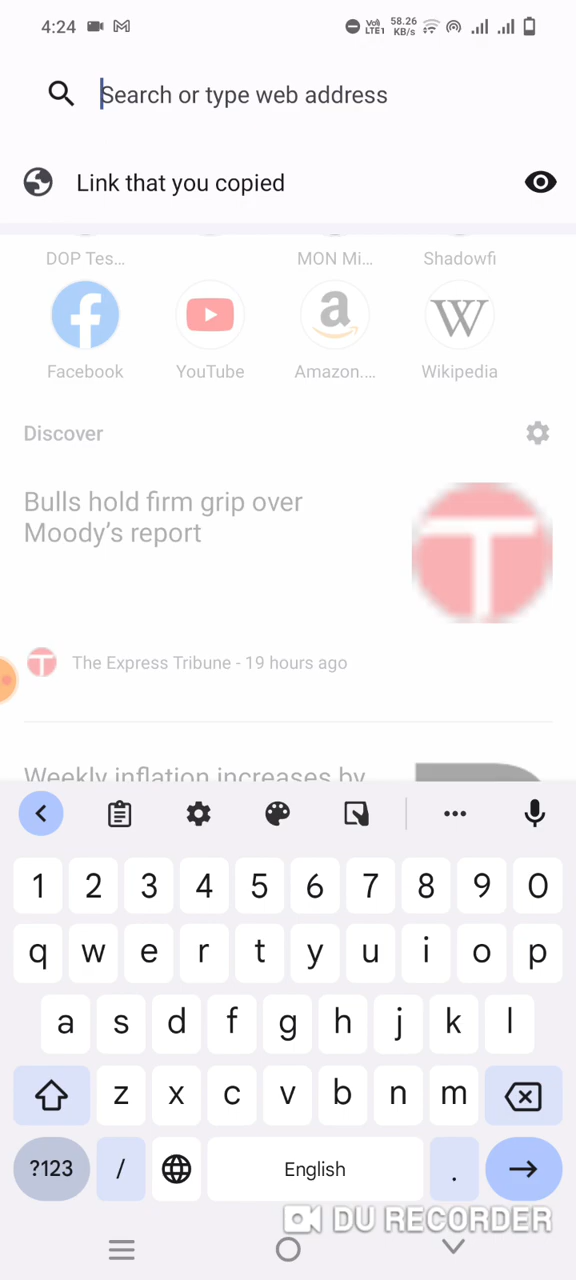 4:24
Vo)
LTE1
58.26
KB/s
Search or type web address
Link that you copied
DOP Tes...
MON Mi...
Shadowfi
Facebook
YouTube
Amazon....
Wikipedia
Discover
Bulls hold firm grip over
Moody's report
The Express Tribune - 19 hours ago
Weekly inflation increases by
1 2 3 4 5 6 7 8 9 0
q w e r t y u i o p
a s d f g h j k l
z x c v b n m
?123 / English .
DU RECORDER